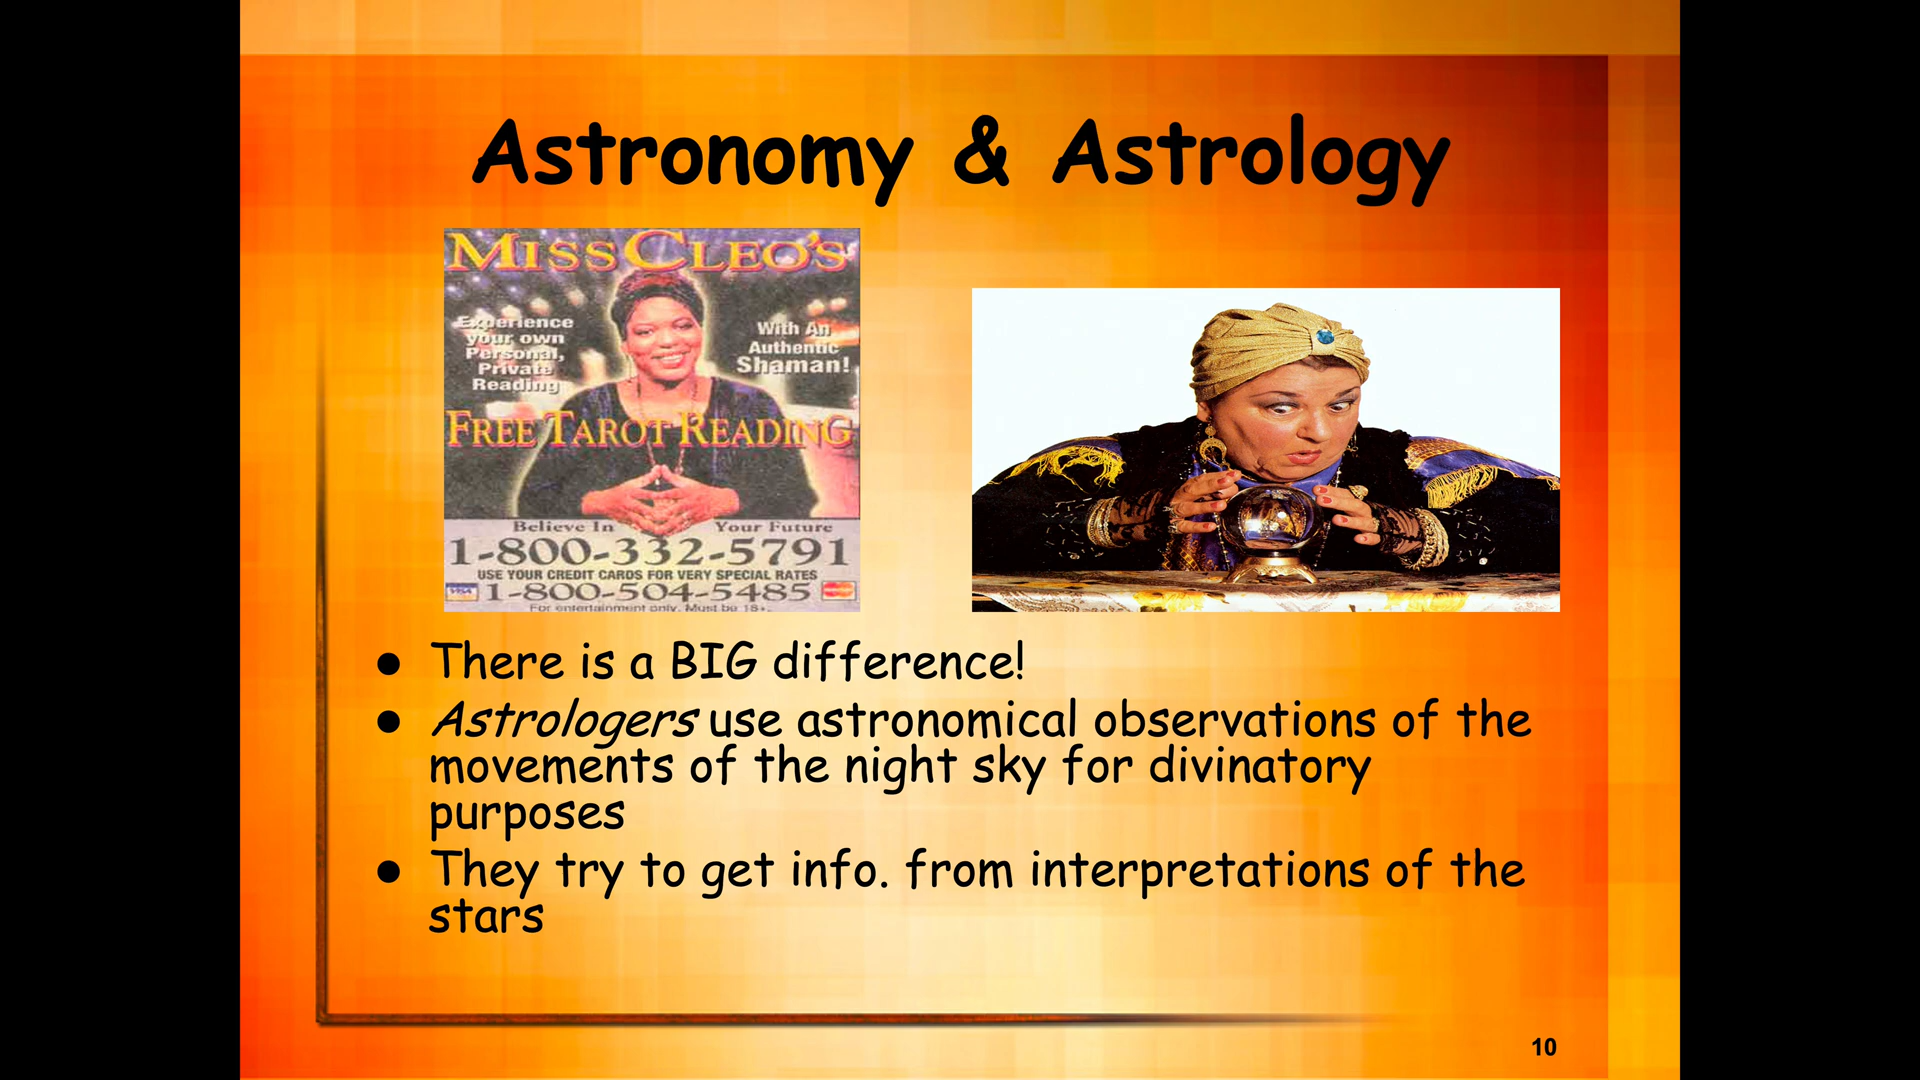 Astronomy & Astrology
MISS CLEO'S
Experience
your own
Personal,
Private
Reading
With An
Authentic
Shaman!
FREE TAROT READING
Believe In Your Future
1-800-332-5791
USE YOUR CREDIT CARDS FOR VERY SPECIAL RATES
VISA
1-800-504-5485
For entertainment only. Must be 18+.
● There is a BIG difference!
● Astrologers use astronomical observations of the
movements of the night sky for divinatory
purposes
● They try to get info. from interpretations of the
stars
10